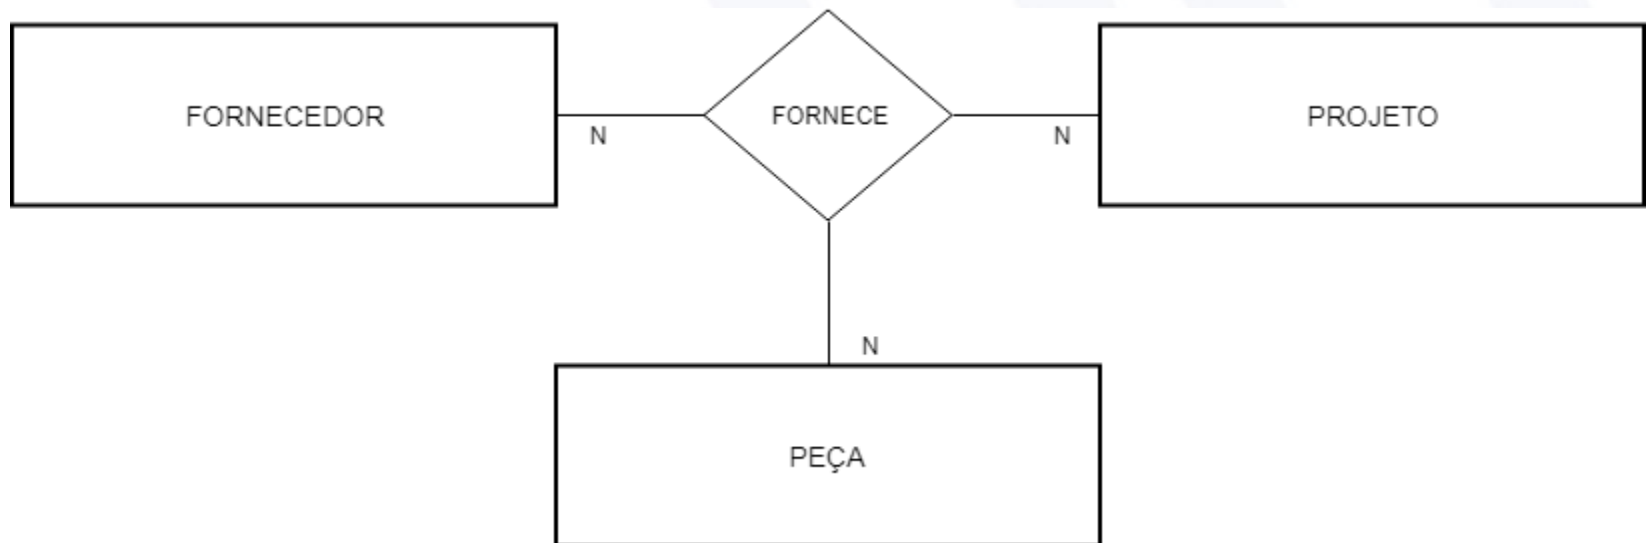 FORNECEDOR
FORNECE
PROJETO
N
N
N
PEÇA